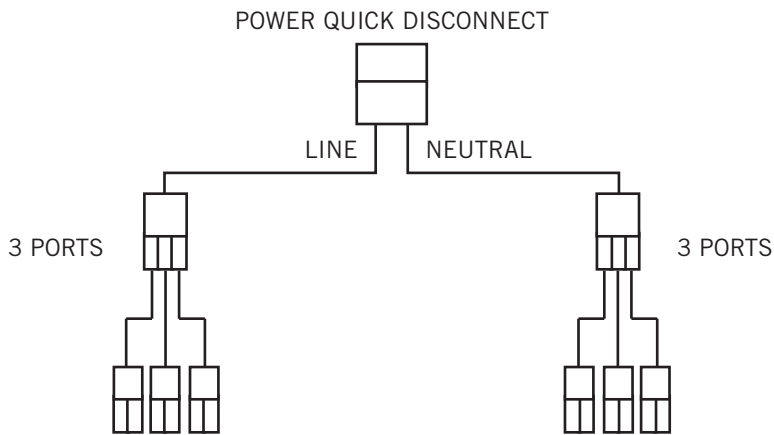 POWER QUICK DISCONNECT
LINE
NEUTRAL
3 PORTS
3 PORTS